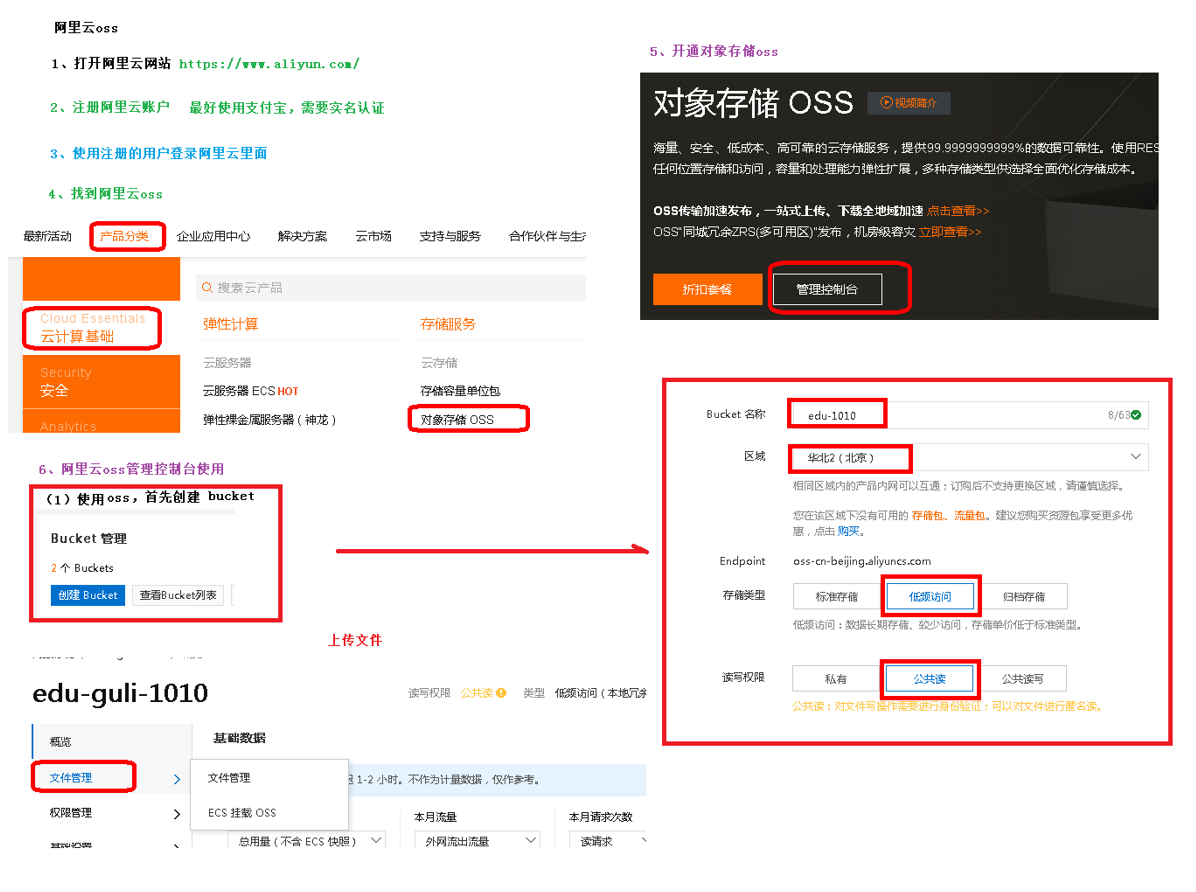 阿里云oss
1、打开阿里云网站 https://www.aliyun.com/
2、注册阿里云账户 最好使用支付宝，需要实名认证
3、使用注册的用户登录阿里云里面
4、找到阿里云oss
最新活动 产品分类 企业应用中心 解决方案 云市场 支持与服务 合作伙伴与生
搜索云产品
Cloud Essentials
云计算基础
Security
安全
Analytics
弹性计算
云服务器
云服务器 ECS HOT
弹性裸金属服务器（神龙）
存储服务
云存储
存储容量单位包
对象存储 OSS
5、开通对象存储oss
对象存储 OSS 视频简介
海量、安全、低成本、高可靠的云存储服务，提供99.9999999999%的数据可靠性。使用RES
任何位置存储和访问，容量和处理能力弹性扩展，多种存储类型供选择全面优化存储成本。
OSS传输加速发布，一站式上传、下载全地域加速 点击查看>>
OSS“同城冗余ZRS(多可用区)”发布，机房级容灾 立即查看>>
折扣套餐 管理控制台
6、阿里云oss管理控制台使用
（1）使用oss，首先创建 bucket
Bucket 管理
2 个 Buckets
创建 Bucket 查看Bucket列表
Bucket 名称 edu-1010 8/63
区域 华北2（北京）
相同区域内的产品内网可以互通；订购后不支持更换区域，请谨慎选择。
您在该区域下没有可用的 存储包、流量包。建议您购买资源包享受更多优
惠，点击 购买。
Endpoint oss-cn-beijing.aliyuncs.com
存储类型 标准存储 低频访问 归档存储
低频访问：数据长期存储、较少访问，存储单价低于标准类型。
读写权限 私有 公共读 公共读写
公共读：对文件写操作需要进行身份验证；可以对文件进行匿名读。
上传文件
edu-guli-1010 读写权限 公共读 类型 低频访问（本地冗余
概览
文件管理
权限管理
基础设置
基础数据
文件管理
ECS 挂载 OSS
1-2 小时。不作为计量数据，仅作参考。
本月流量 本月请求次数
总用量（不含 ECS 快照） 外网流出流量 读请求